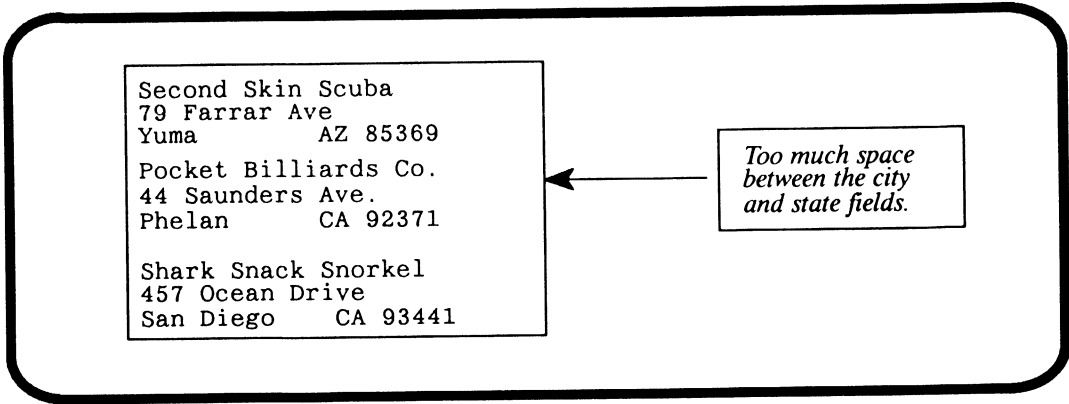 Second Skin Scuba
79 Farrar Ave
Yuma        AZ 85369
Pocket Billiards Co.
44 Saunders Ave.
Phelan      CA 92371
Shark Snack Snorkel
457 Ocean Drive
San Diego    CA 93441
Too much space
between the city
and state fields.